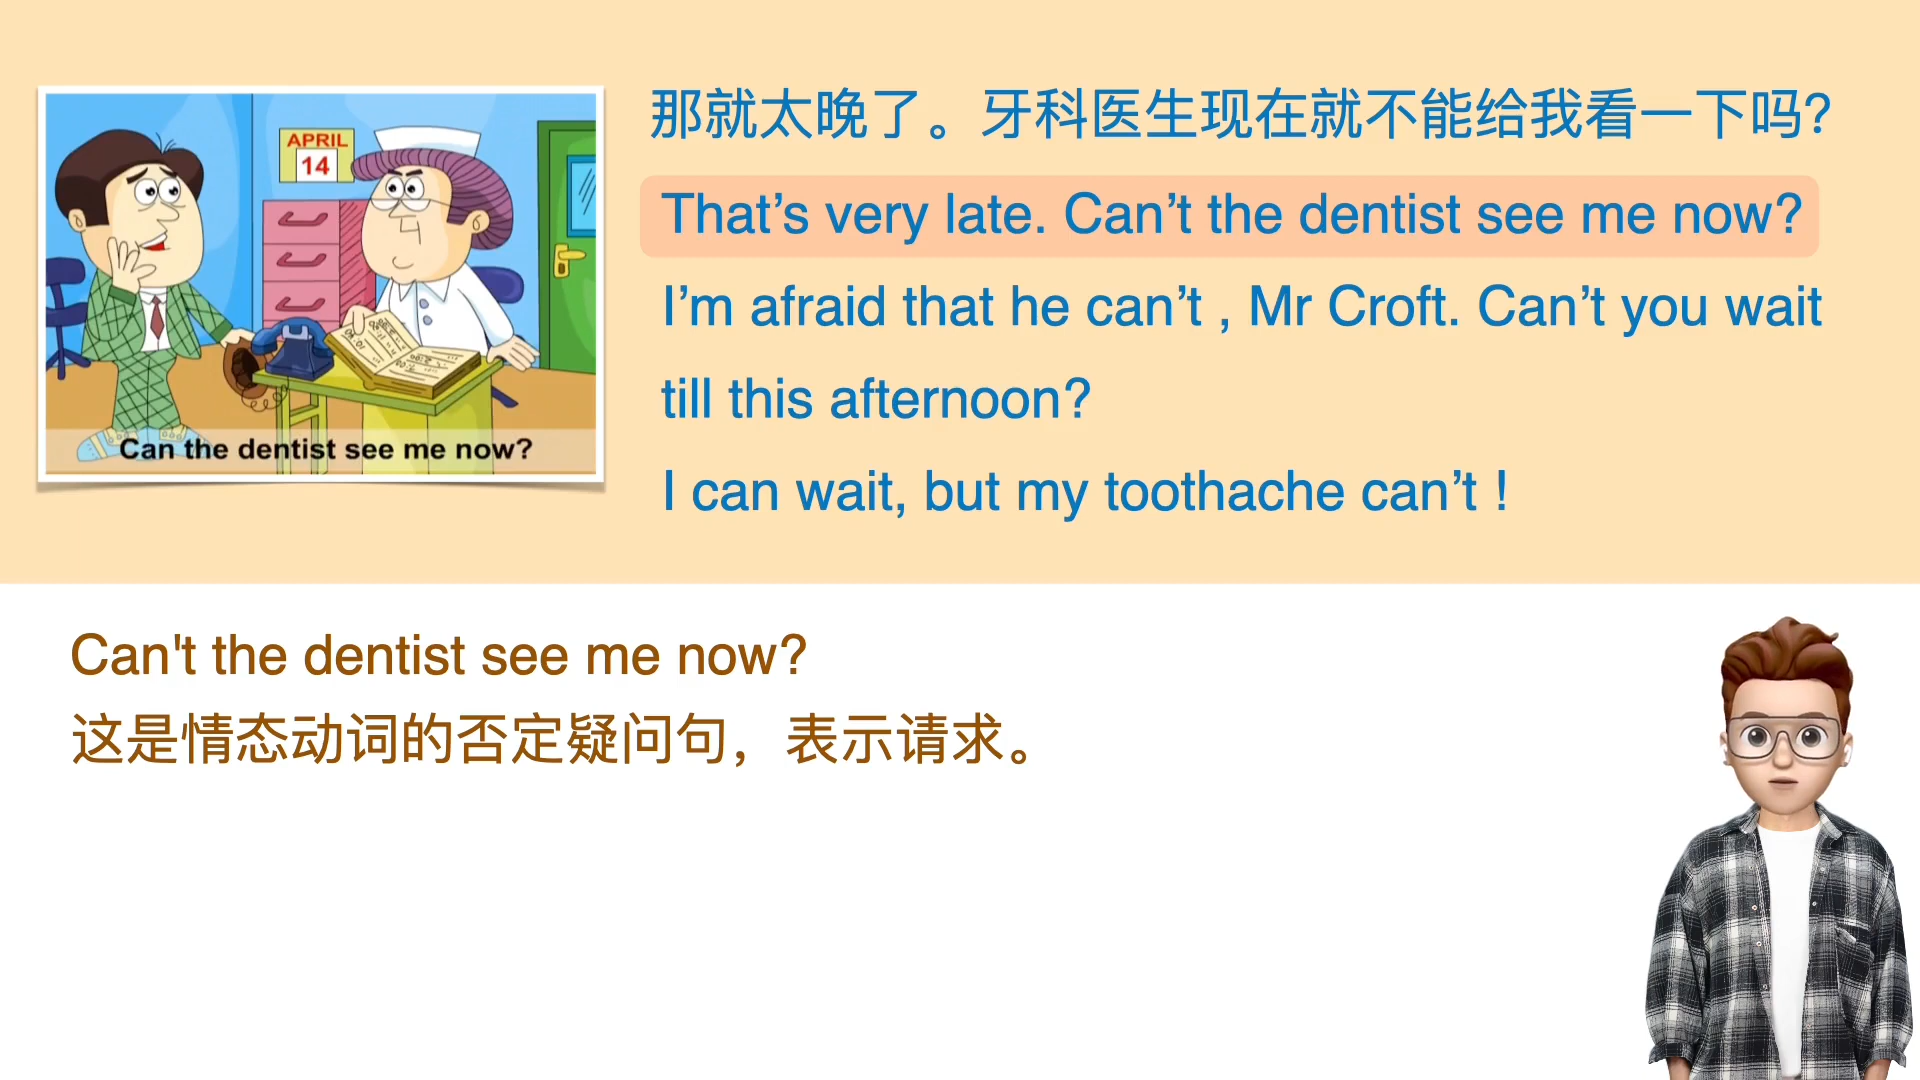 APRIL
14
Can the dentist see me now?
那就太晚了。牙科医生现在就不能给我看一下吗?
That’s very late. Can’t the dentist see me now?
I’m afraid that he can’t , Mr Croft. Can’t you wait
till this afternoon?
I can wait, but my toothache can’t !
Can't the dentist see me now?
这是情态动词的否定疑问句，表示请求。